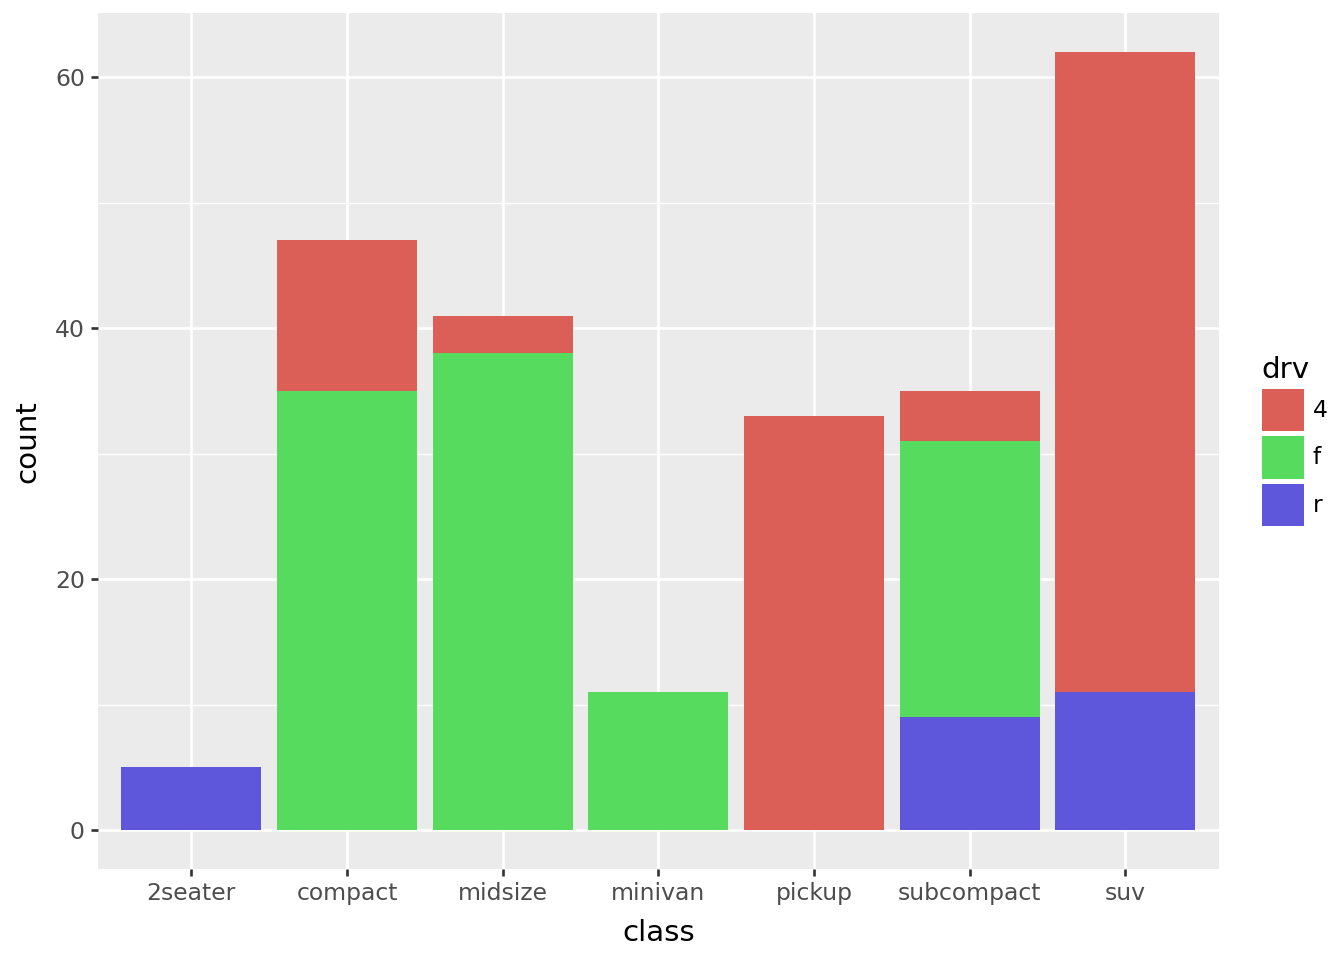 60
40
20
0
count
2seater compact midsize minivan pickup subcompact suv
class
drv
4
f
r